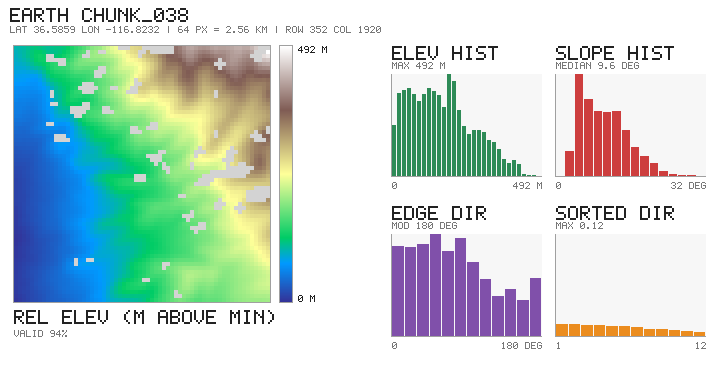 EARTH CHUNK_038
LAT 36.5859 LON -116.8232 | 64 PX = 2.56 KM | ROW 352 COL 1920
492 M
0 M
REL ELEV (M ABOVE MIN)
VALID 94%
ELEV HIST
MAX 492 M
0 492 M
SLOPE HIST
MEDIAN 9.6 DEG
0 32 DEG
EDGE DIR
MOD 180 DEG
0 180 DEG
SORTED DIR
MAX 0.12
1 12